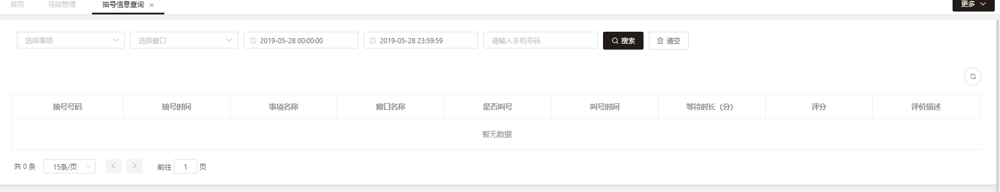 首页 号段管理 抽号信息查询 × 更多
选择事项 选择窗口 2019-05-28 00:00:00 2019-05-28 23:59:59 请输入手机号码 搜索 清空
抽号号码 抽号时间 事项名称 窗口名称 是否叫号 叫号时间 等待时长（分） 评分 评价描述
暂无数据
共 0 条 15条/页 前往 1 页